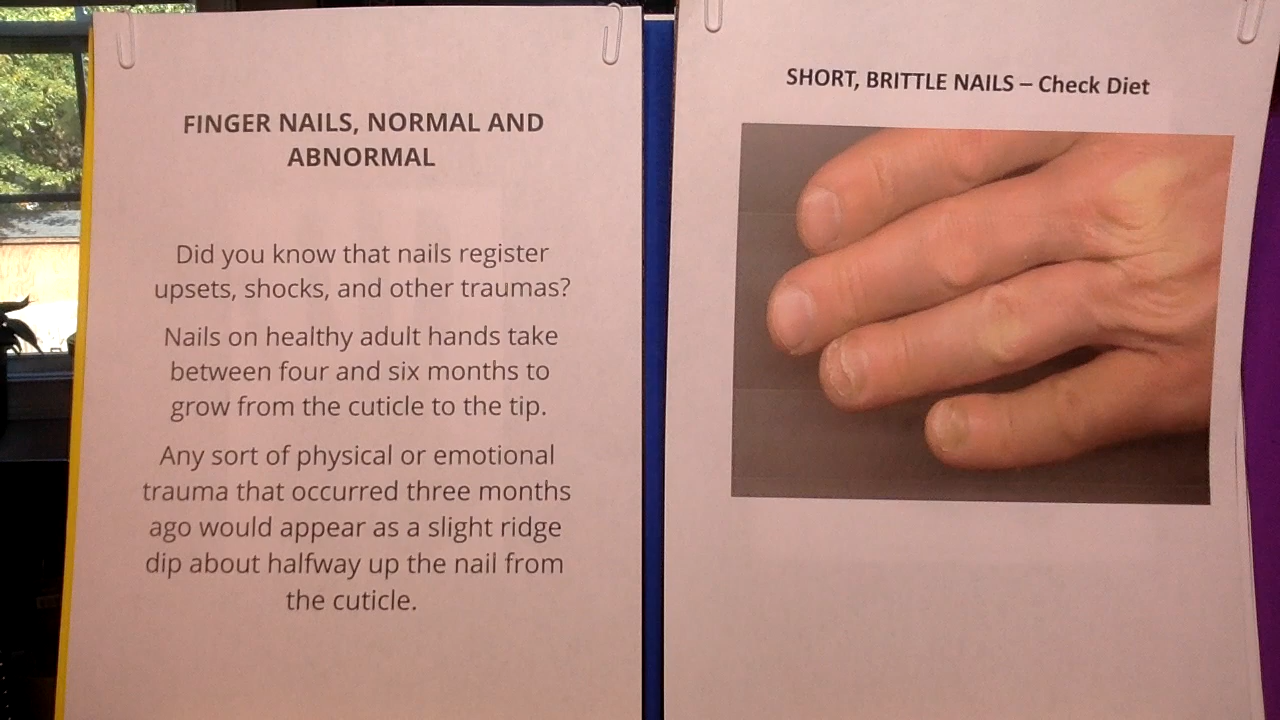 FINGER NAILS, NORMAL AND
ABNORMAL
Did you know that nails register
upsets, shocks, and other traumas?
Nails on healthy adult hands take
between four and six months to
grow from the cuticle to the tip.
Any sort of physical or emotional
trauma that occurred three months
ago would appear as a slight ridge
dip about halfway up the nail from
the cuticle.
SHORT, BRITTLE NAILS – Check Diet